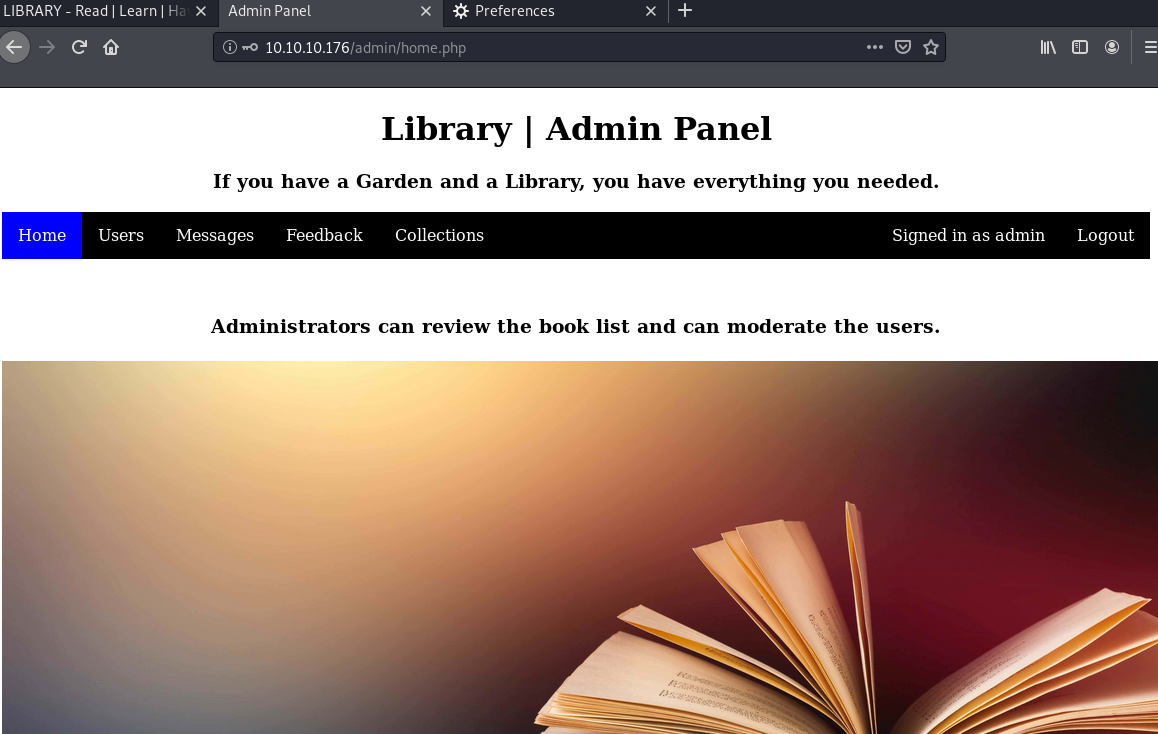 LIBRARY - Read | Learn | Ha
Admin Panel
Preferences
10.10.10.176/admin/home.php
Library | Admin Panel
If you have a Garden and a Library, you have everything you needed.
Home Users Messages Feedback Collections Signed in as admin Logout
Administrators can review the book list and can moderate the users.